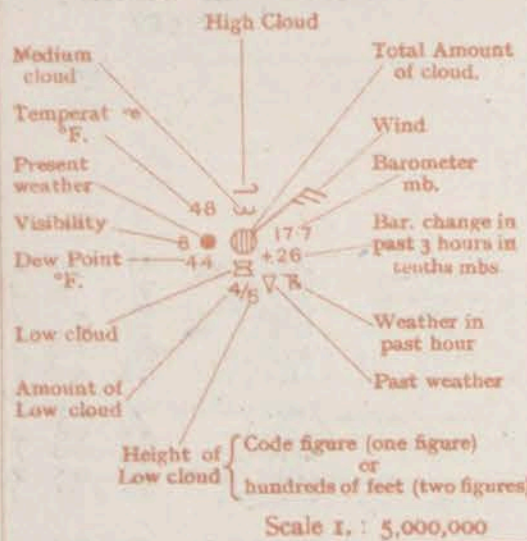 High Cloud
Medium
cloud
Total Amount
of cloud.
Temperat e
°F.
Wind
Present
weather
Barometer
mb.
48
Visibility
8
17.7
Bar. change in
past 3 hours in
tenths mbs
Dew Point
°F.
44
+26
4/5
Low cloud
Weather in
past hour
Amount of
Low cloud
Past weather
Height of
Low cloud
Code figure (one figure)
or
hundreds of feet (two figures)
Scale 1. : 5,000,000